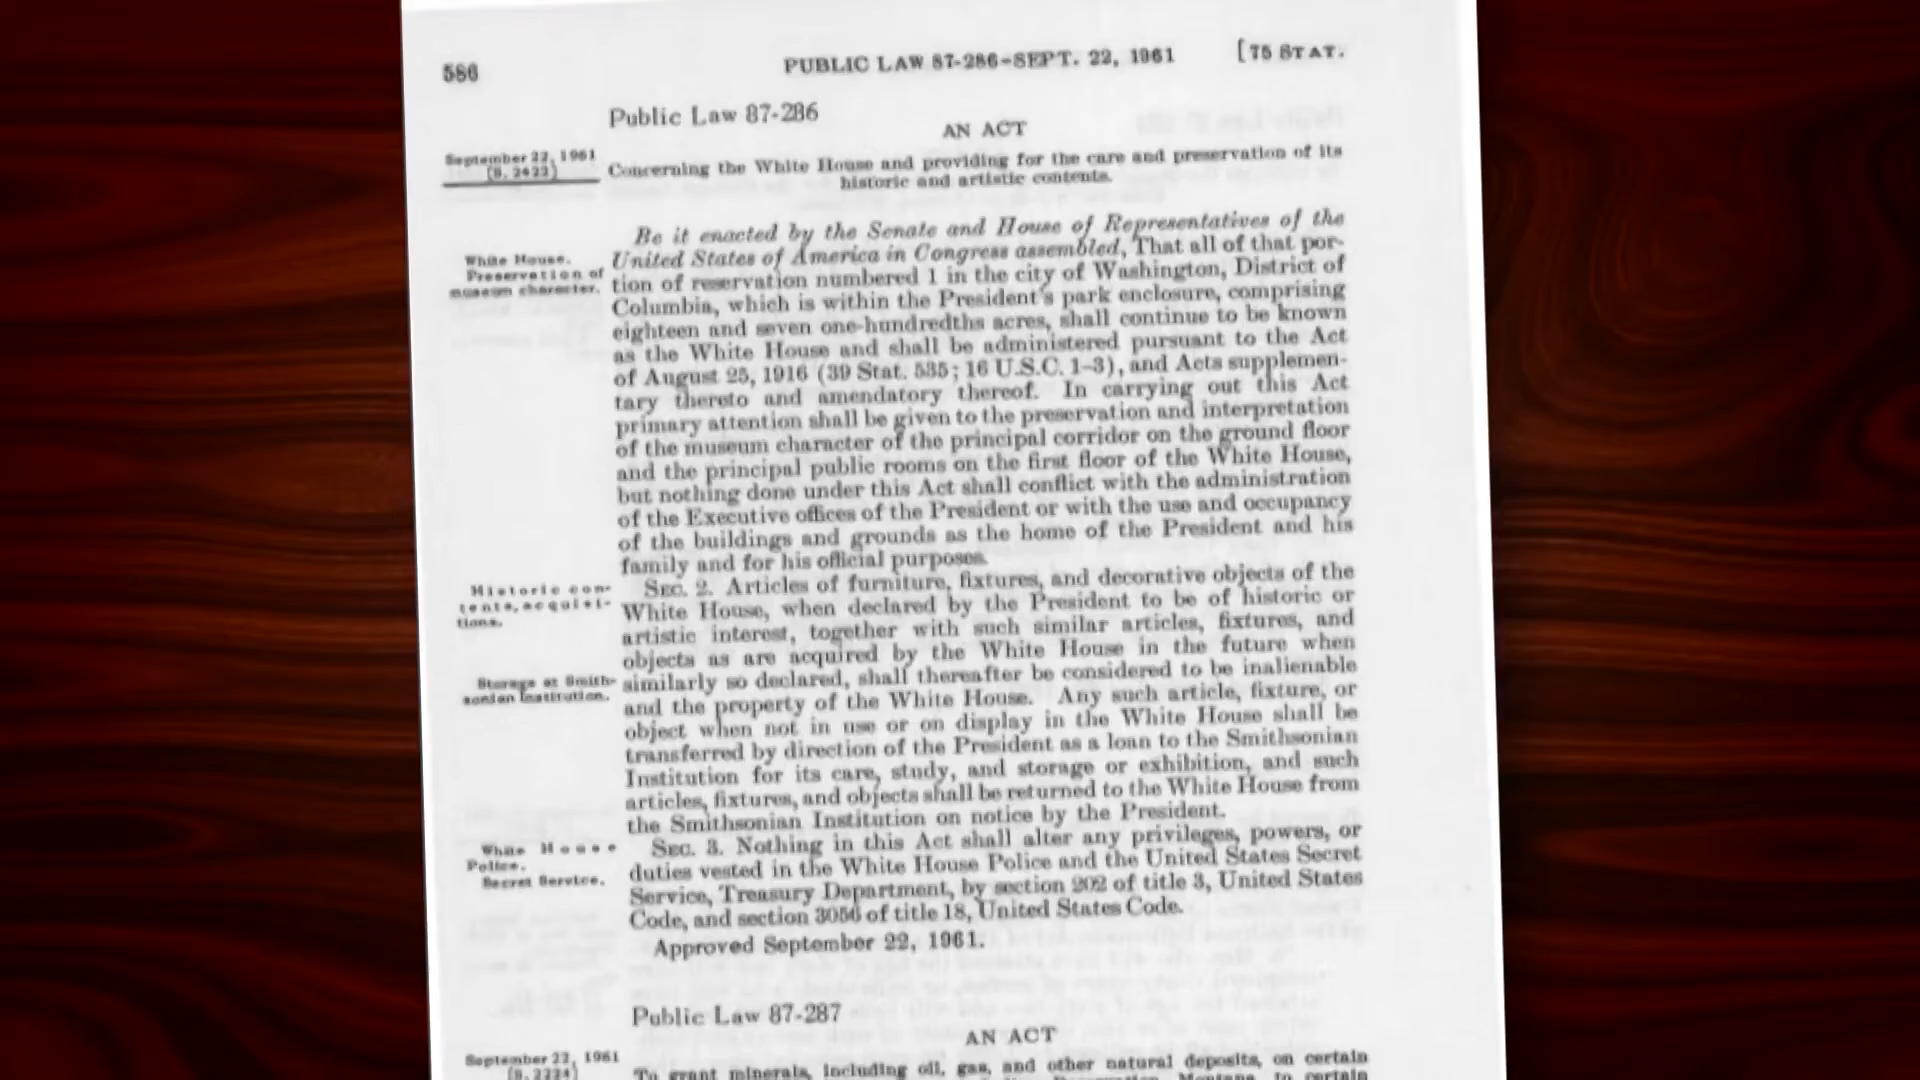 586
PUBLIC LAW 87-286-SEPT. 22, 1961
[75 STAT.
Public Law 87-286
AN ACT
September 22, 1961
[S. 2422]
Concerning the White House and providing for the care and preservation of its
historic and artistic contents.
Be it enacted by the Senate and House of Representatives of the
White House.
Preservation of
museum character.
United States of America in Congress assembled, That all of that por-
tion of reservation numbered 1 in the city of Washington, District of
Columbia, which is within the President's park enclosure, comprising
eighteen and seven one-hundredths acres, shall continue to be known
as the White House and shall be administered pursuant to the Act
of August 25, 1916 (39 Stat. 535; 16 U.S.C. 1-3), and Acts supplemen-
tary thereto and amendatory thereof. In carrying out this Act
primary attention shall be given to the preservation and interpretation
of the museum character of the principal corridor on the ground floor
and the principal public rooms on the first floor of the White House,
but nothing done under this Act shall conflict with the administration
of the Executive offices of the President or with the use and occupancy
of the buildings and grounds as the home of the President and his
family and for his official purposes.
Historic con-
tents, acquisi-
tions.
SEC. 2. Articles of furniture, fixtures, and decorative objects of the
White House, when declared by the President to be of historic or
artistic interest, together with such similar articles, fixtures, and
objects as are acquired by the White House in the future when
Storage at Smith-
sonian Institution.
similarly so declared, shall thereafter be considered to be inalienable
and the property of the White House. Any such article, fixture, or
object when not in use or on display in the White House shall be
transferred by direction of the President as a loan to the Smithsonian
Institution for its care, study, and storage or exhibition, and such
articles, fixtures, and objects shall be returned to the White House from
the Smithsonian Institution on notice by the President.
White House
Police.
Secret Service.
SEC. 3. Nothing in this Act shall alter any privileges, powers, or
duties vested in the White House Police and the United States Secret
Service, Treasury Department, by section 202 of title 3, United States
Code, and section 3056 of title 18, United States Code.
Approved September 22, 1961.
Public Law 87-287
AN ACT
September 22, 1961
[S. 2224]
To grant minerals, including oil, gas, and other natural deposits, on certain
Montana, to certain